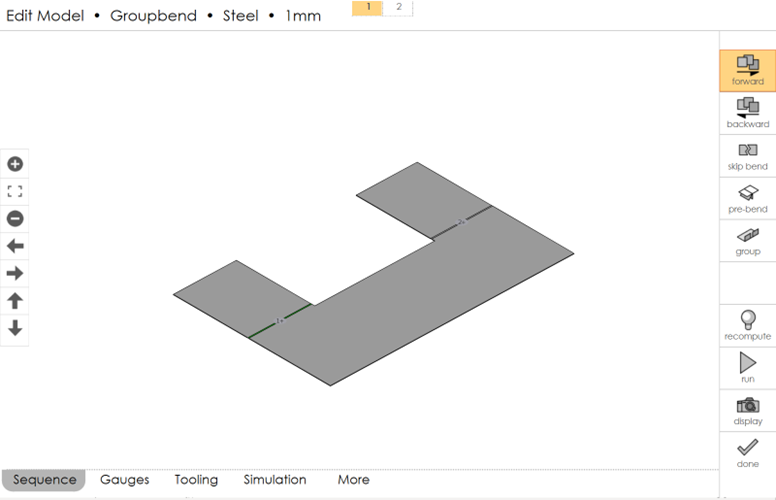 Edit Model • Groupbend • Steel • 1mm
1 2
forward
backward
skip bend
pre-bend
group
recompute
run
display
done
Sequence Gauges Tooling Simulation More